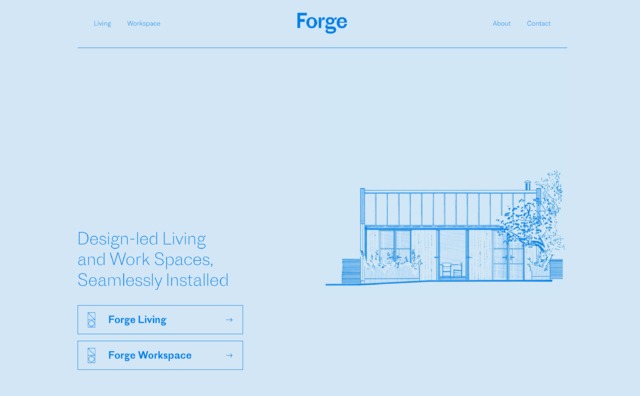 Living
Workspace
Forge
About
Contact
Design-led Living
and Work Spaces,
Seamlessly Installed
Forge Living →
Forge Workspace →